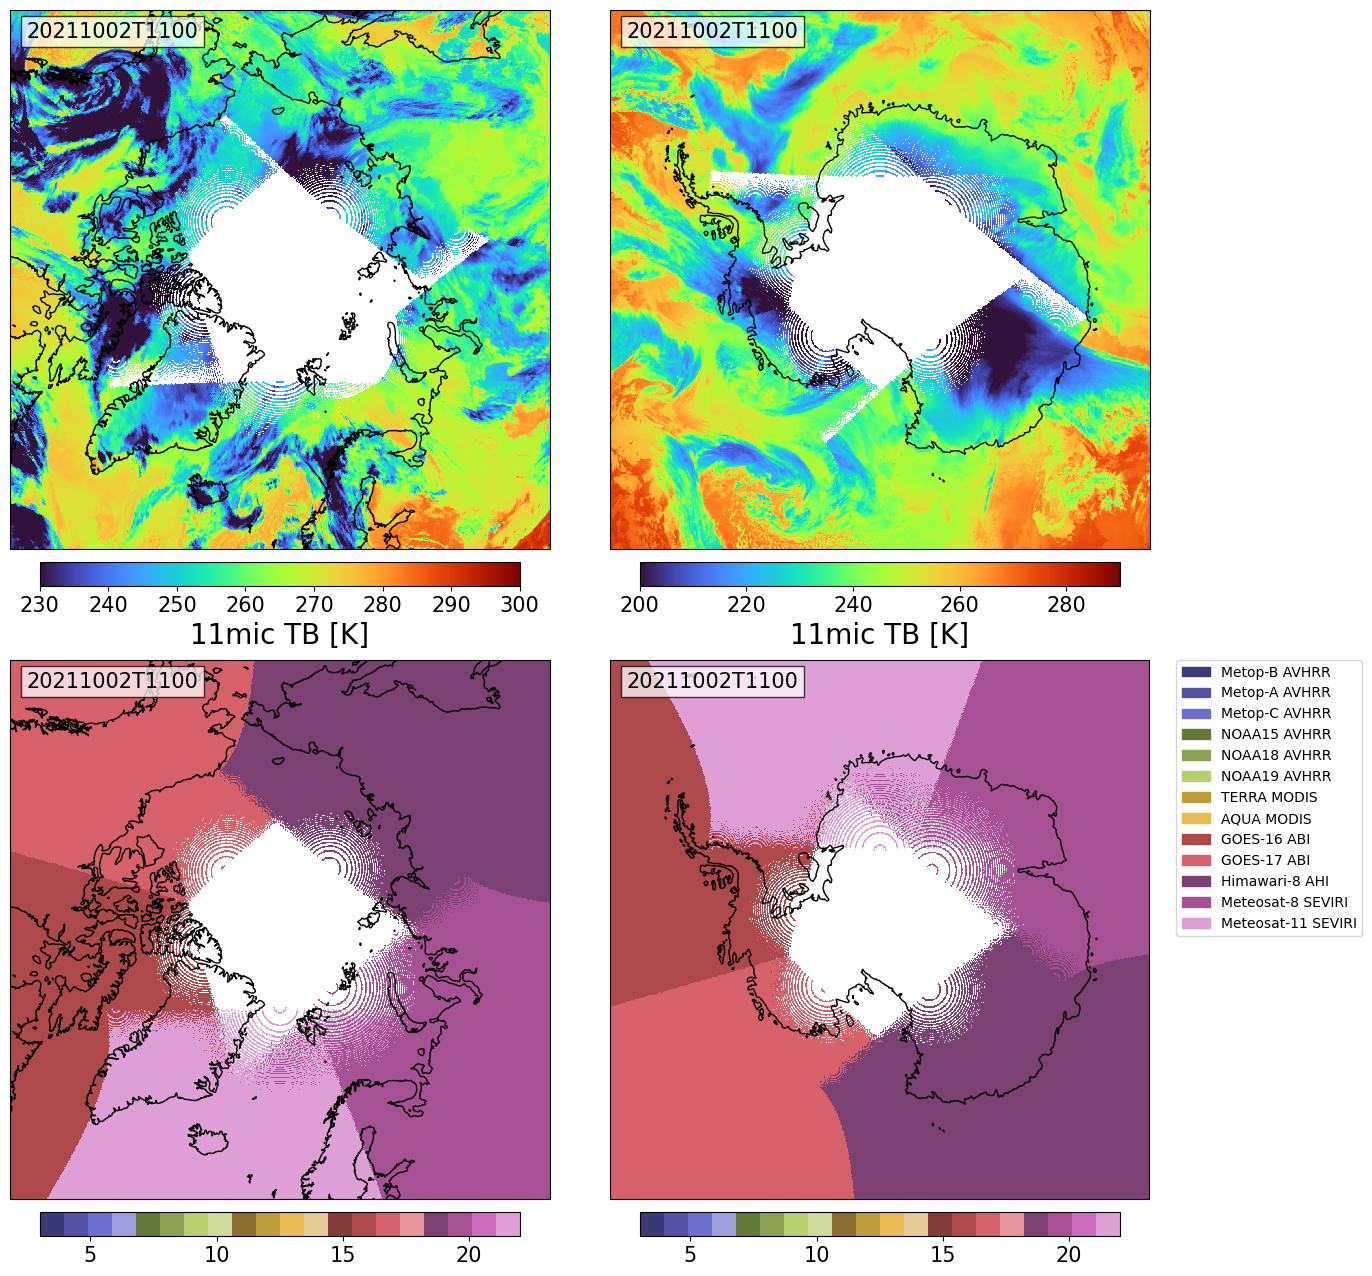 20211002T1100
20211002T1100
230 240 250 260 270 280 290 300
11mic TB [K]
200 220 240 260 280
11mic TB [K]
20211002T1100
20211002T1100
Metop-B AVHRR
Metop-A AVHRR
Metop-C AVHRR
NOAA15 AVHRR
NOAA18 AVHRR
NOAA19 AVHRR
TERRA MODIS
AQUA MODIS
GOES-16 ABI
GOES-17 ABI
Himawari-8 AHI
Meteosat-8 SEVIRI
Meteosat-11 SEVIRI
5 10 15 20
5 10 15 20